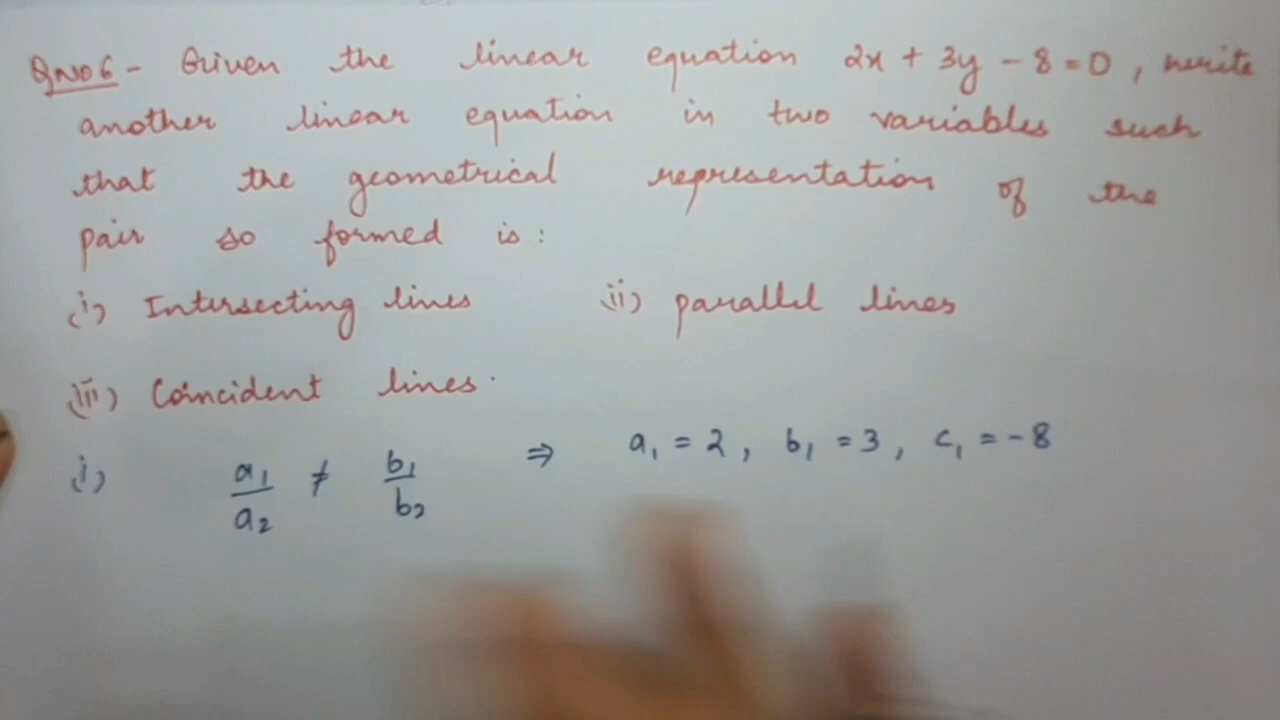 QNO6 - Given the linear equation 2x + 3y - 8 = 0, write
another linear equation in two variables such
that the geometrical representation of the
pair so formed is :
(i) Intersecting lines (ii) parallel lines
(iii) Coincident lines.
(i) a₁/a₂ ≠ b₁/b₂ ⇒ a₁ = 2, b₁ = 3, c₁ = -8